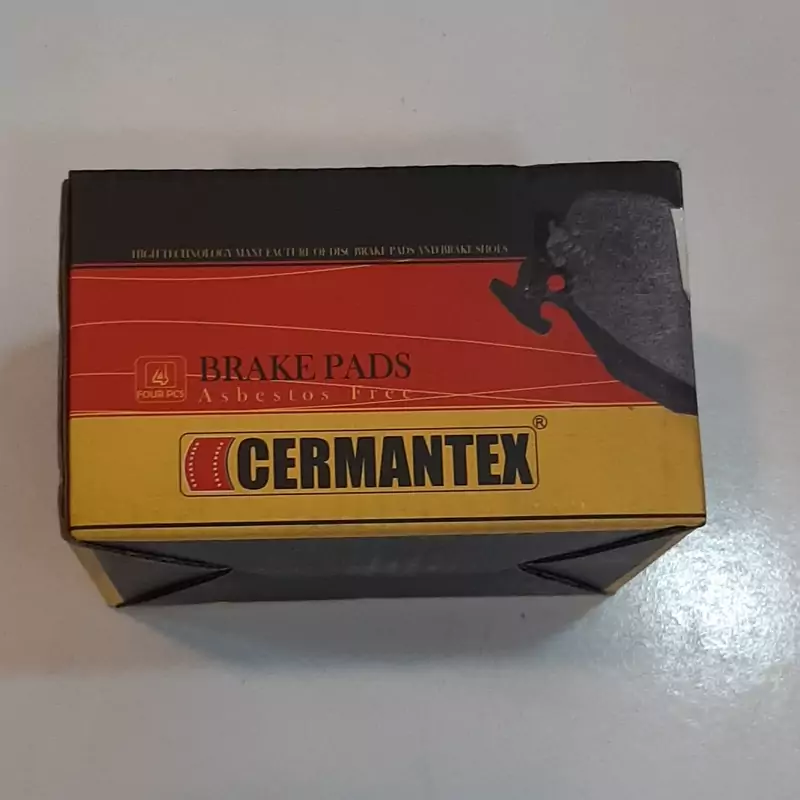 HIGH TECHNOLOGY MANUFACTURE OF DISC BRAKE PADS AND BRAKE SHOES
4
FOUR PCS
BRAKE PADS
Asbestos Free
CERMANTEX®